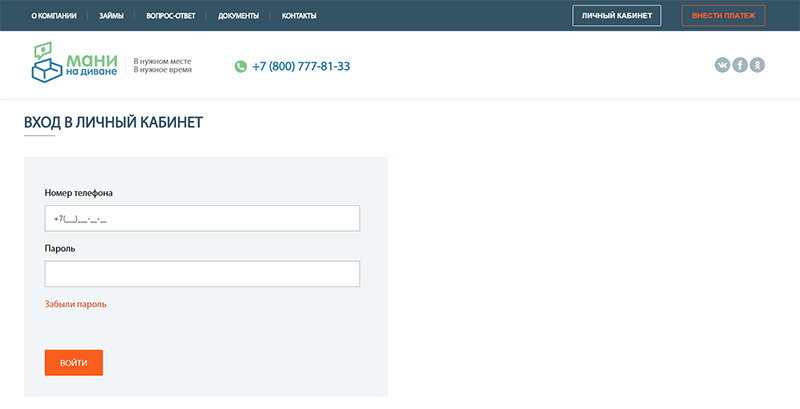 О КОМПАНИИ ЗАЙМЫ ВОПРОС-ОТВЕТ ДОКУМЕНТЫ КОНТАКТЫ ЛИЧНЫЙ КАБИНЕТ ВНЕСТИ ПЛАТЕЖ
мани
на диване
В нужном месте
В нужное время
+7 (800) 777-81-33
ВХОД В ЛИЧНЫЙ КАБИНЕТ
Номер телефона
+7(___)___-__-__
Пароль
Забыли пароль
ВОЙТИ